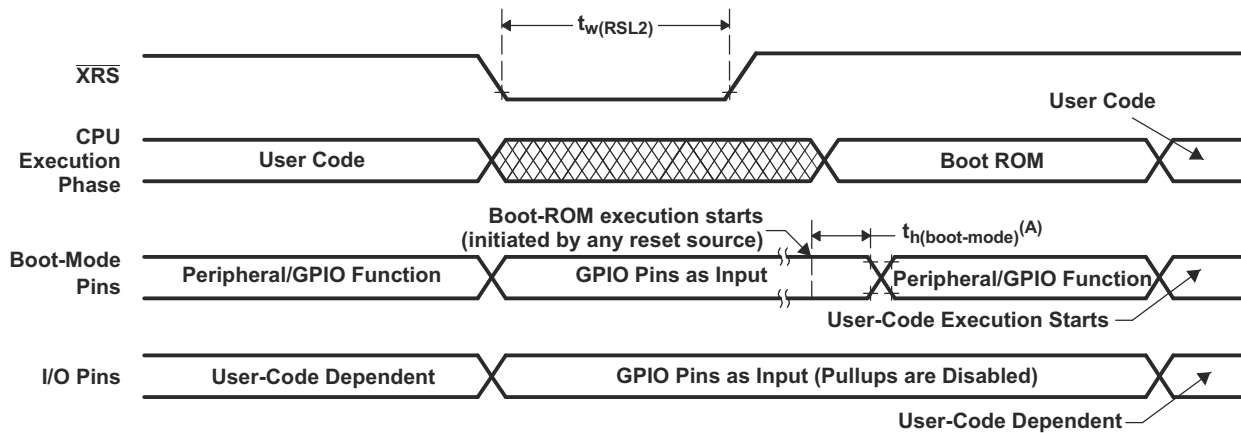 tw(RSL2)
XRS
User Code
CPU
Execution
Phase
User Code
Boot ROM
Boot-ROM execution starts
(initiated by any reset source)
th(boot-mode)(A)
Boot-Mode
Pins
Peripheral/GPIO Function
GPIO Pins as Input
Peripheral/GPIO Function
User-Code Execution Starts
I/O Pins
User-Code Dependent
GPIO Pins as Input (Pullups are Disabled)
User-Code Dependent